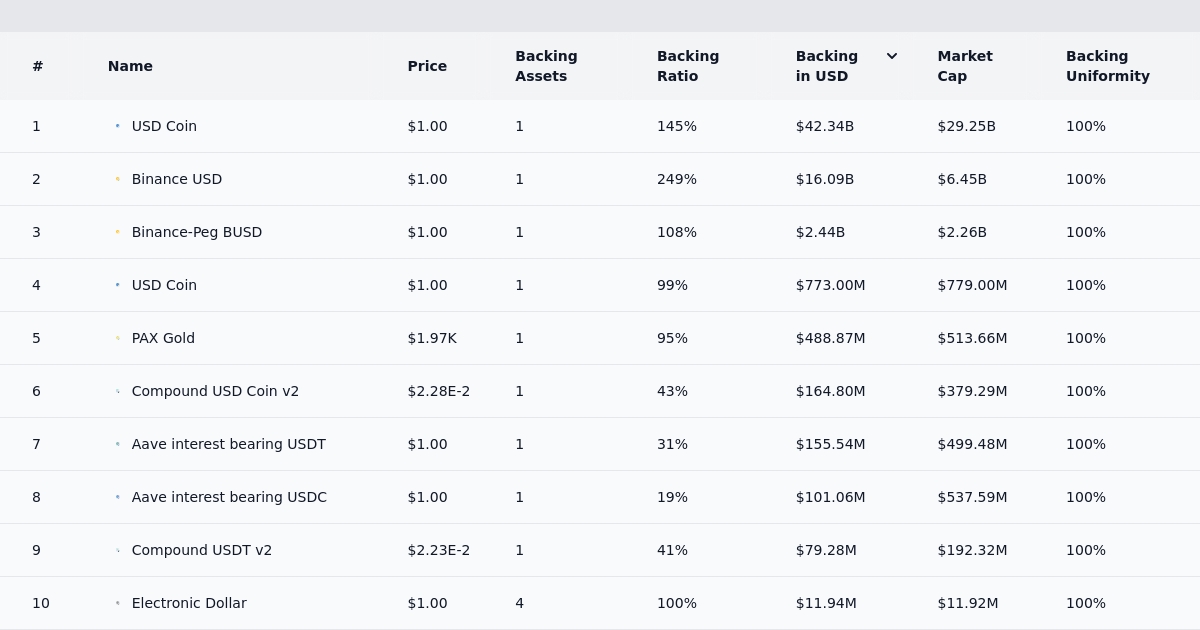 # Name Price Backing Assets Backing Ratio Backing in USD Market Cap Backing Uniformity
1 USD Coin $1.00 1 145% $42.34B $29.25B 100%
2 Binance USD $1.00 1 249% $16.09B $6.45B 100%
3 Binance-Peg BUSD $1.00 1 108% $2.44B $2.26B 100%
4 USD Coin $1.00 1 99% $773.00M $779.00M 100%
5 PAX Gold $1.97K 1 95% $488.87M $513.66M 100%
6 Compound USD Coin v2 $2.28E-2 1 43% $164.80M $379.29M 100%
7 Aave interest bearing USDT $1.00 1 31% $155.54M $499.48M 100%
8 Aave interest bearing USDC $1.00 1 19% $101.06M $537.59M 100%
9 Compound USDT v2 $2.23E-2 1 41% $79.28M $192.32M 100%
10 Electronic Dollar $1.00 4 100% $11.94M $11.92M 100%